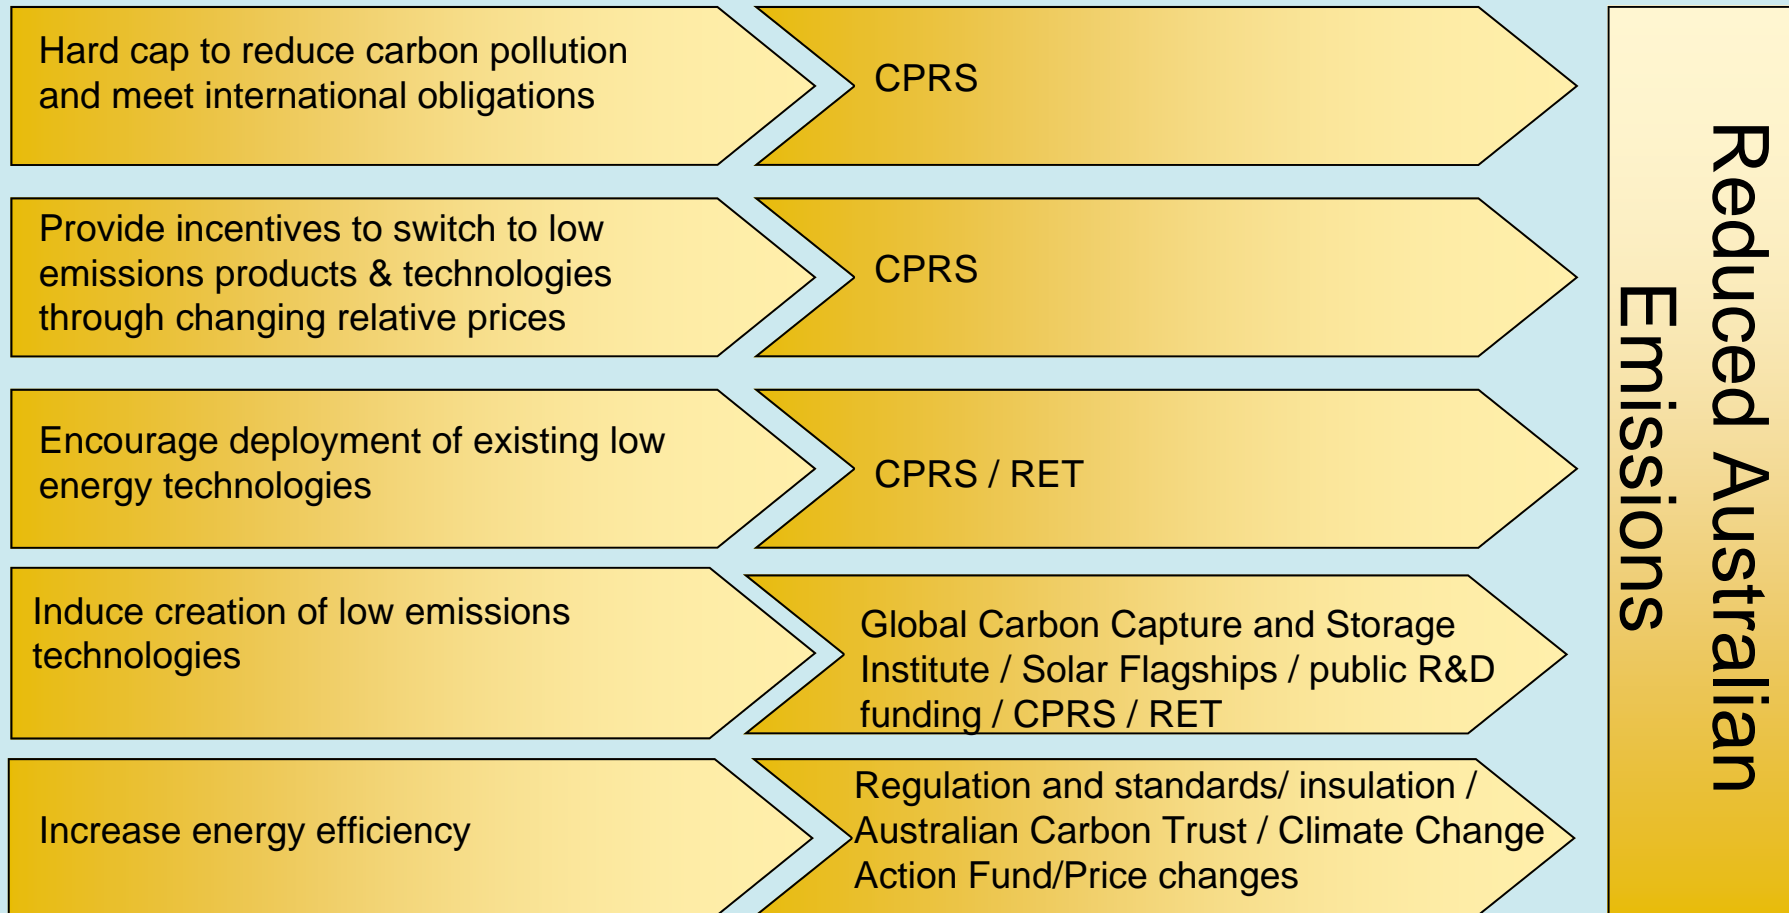 Hard cap to reduce carbon pollution
and meet international obligations
CPRS
Provide incentives to switch to low
emissions products & technologies
through changing relative prices
CPRS
Encourage deployment of existing low
energy technologies
CPRS / RET
Induce creation of low emissions
technologies
Global Carbon Capture and Storage
Institute / Solar Flagships / public R&D
funding / CPRS / RET
Increase energy efficiency
Regulation and standards/ insulation /
Australian Carbon Trust / Climate Change
Action Fund/Price changes
Reduced Australian
Emissions